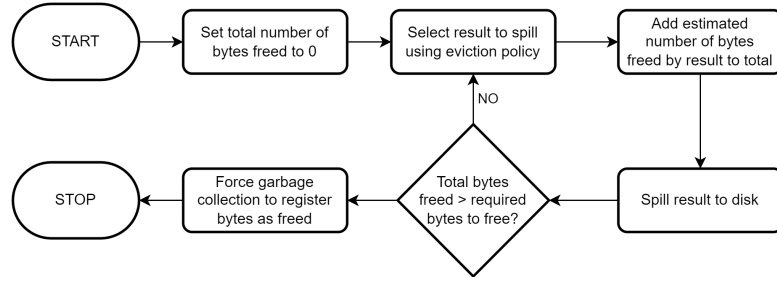 START
Set total number of
bytes freed to 0
Select result to spill
using eviction policy
Add estimated
number of bytes
freed by result to total
NO
STOP
Force garbage
collection to register
bytes as freed
Total bytes
freed > required
bytes to free?
Spill result to disk